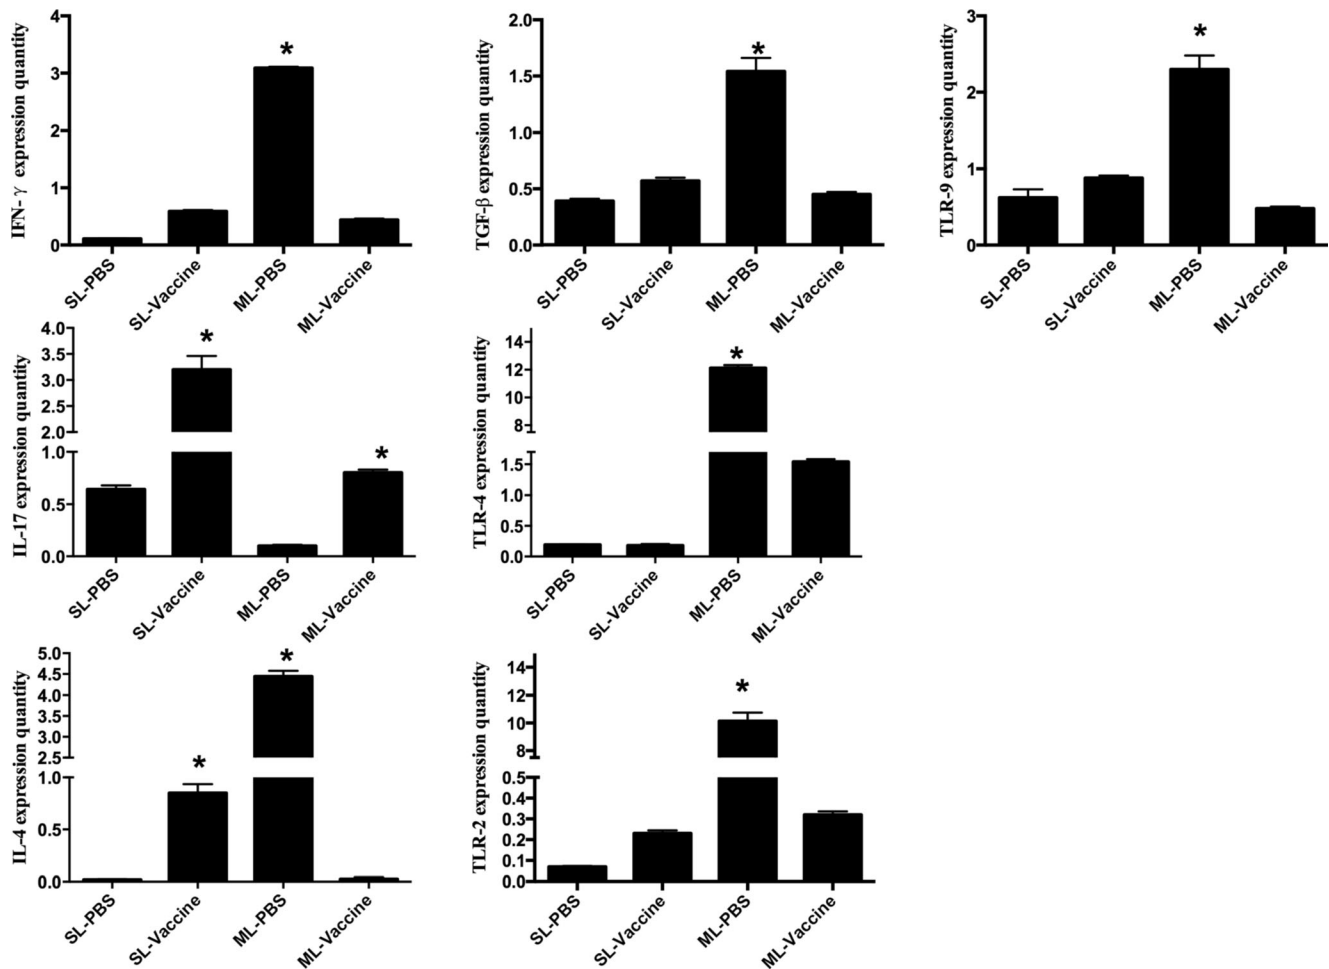 IFN- γ expression quantity
4
3
2
1
0
*
SL-PBS
SL-Vaccine
ML-PBS
ML-Vaccine
TGF-β expression quantity
2.0
1.5
1.0
0.5
0.0
*
SL-PBS
SL-Vaccine
ML-PBS
ML-Vaccine
TLR-9 expression quantity
3
2
1
0
*
SL-PBS
SL-Vaccine
ML-PBS
ML-Vaccine
IL-17 expression quantity
4.0
3.5
3.0
2.5
2.0
1.0
0.5
0.0
*
*
SL-PBS
SL-Vaccine
ML-PBS
ML-Vaccine
TLR-4 expression quantity
14
12
10
8
1.5
1.0
0.5
0.0
*
SL-PBS
SL-Vaccine
ML-PBS
ML-Vaccine
IL-4 expression quantity
5.0
4.5
4.0
3.5
3.0
2.5
1.0
0.5
0.0
*
*
SL-PBS
SL-Vaccine
ML-PBS
ML-Vaccine
TLR-2 expression quantity
14
12
10
8
0.5
0.4
0.3
0.2
0.1
0.0
*
SL-PBS
SL-Vaccine
ML-PBS
ML-Vaccine